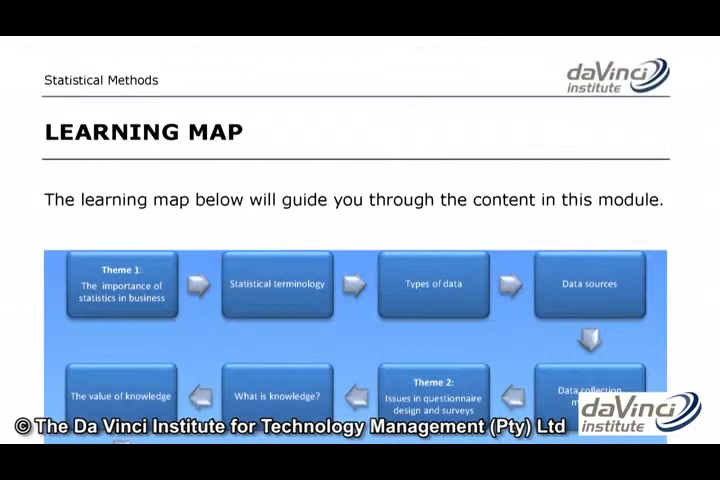 Statistical Methods
daVinci
institute
LEARNING MAP
The learning map below will guide you through the content in this module.
Theme 1:
The importance of
statistics in business
Statistical terminology
Types of data
Data sources
The value of knowledge
What is knowledge?
Theme 2:
Issues in questionnaire
design and surveys
Data collection
daVinci
institute
© The Da Vinci Institute for Technology Management (Pty) Ltd